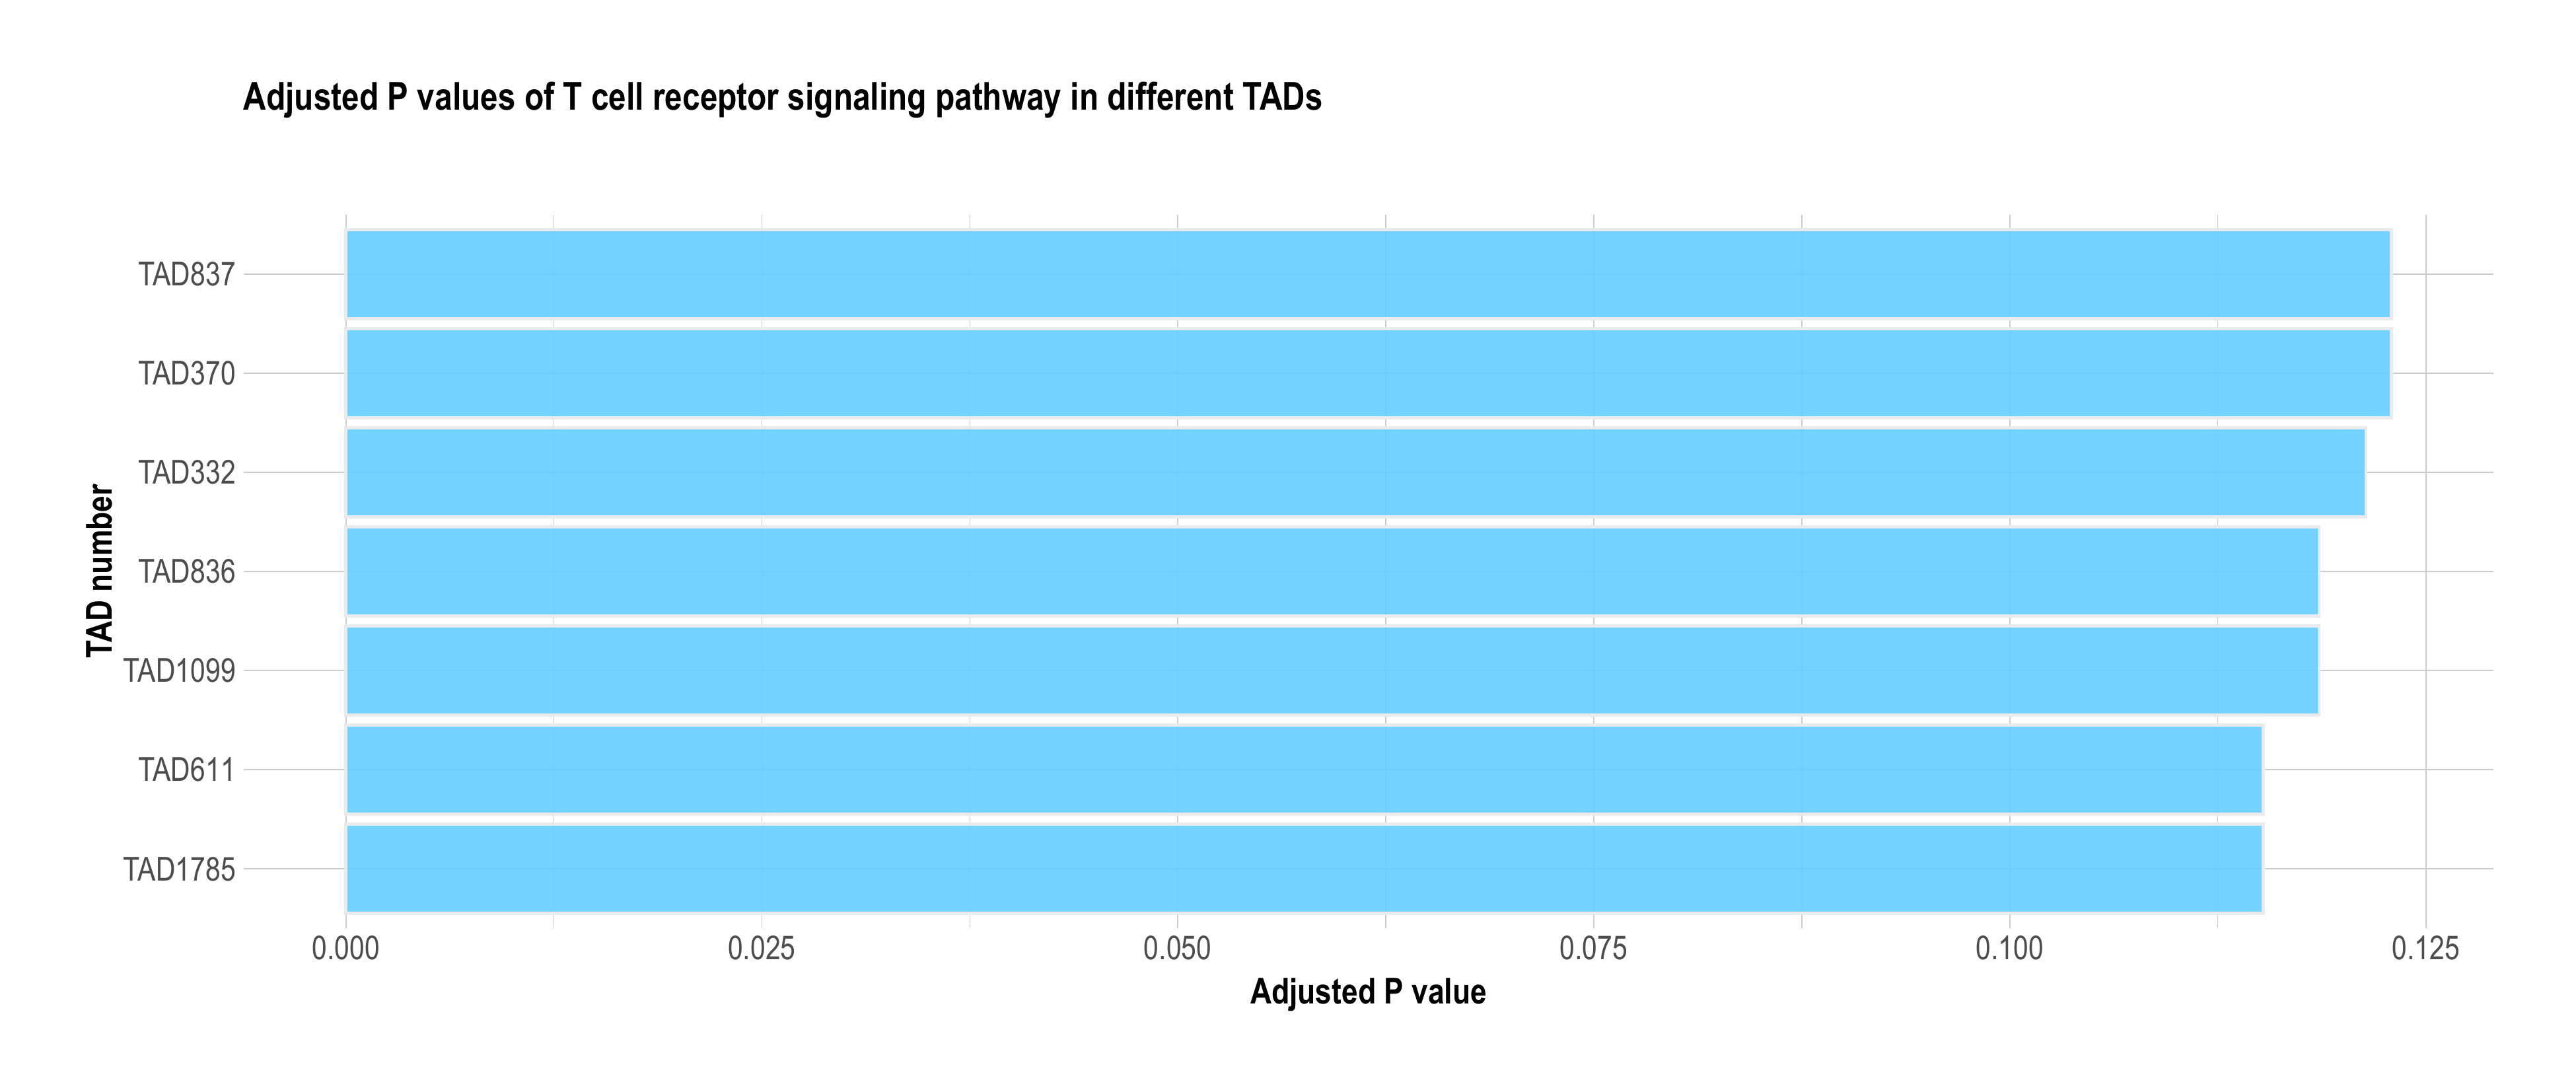 Adjusted P values of T cell receptor signaling pathway in different TADs
TAD number
TAD837
TAD370
TAD332
TAD836
TAD1099
TAD611
TAD1785
0.000 0.025 0.050 0.075 0.100 0.125
Adjusted P value